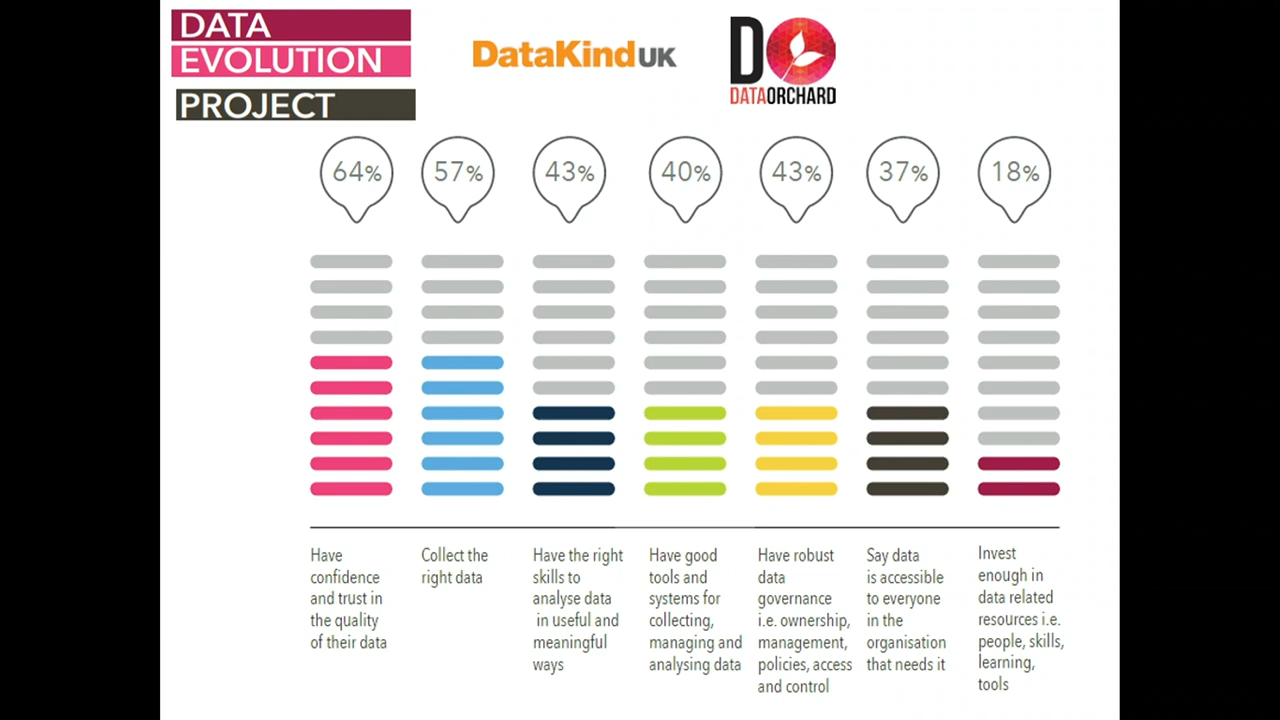 DATA
EVOLUTION
PROJECT
DataKind UK
DO
DATAORCHARD
64%
57%
43%
40%
43%
37%
18%
Have
confidence
and trust in
the quality
of their data
Collect the
right data
Have the right
skills to
analyse data
in useful and
meaningful
ways
Have good
tools and
systems for
collecting,
managing and
analysing data
Have robust
data
governance
i.e. ownership,
management,
policies, access
and control
Say data
is accessible
to everyone
in the
organisation
that needs it
Invest
enough in
data related
resources i.e.
people, skills,
learning,
tools